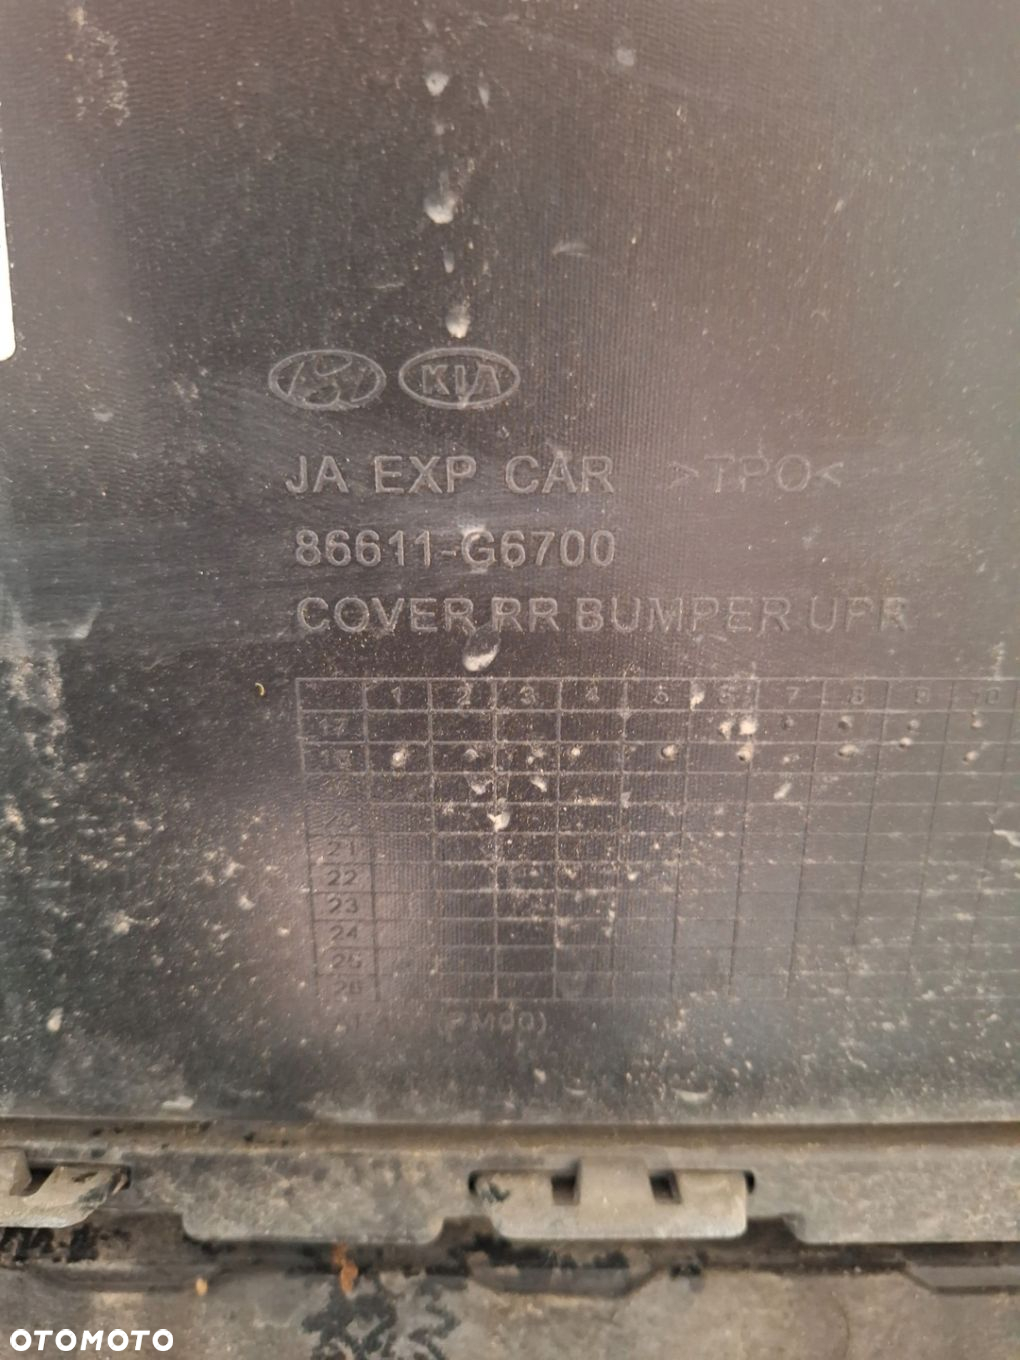 KIA
JA EXP CAR >TPO<
86611-G6700
COVER RR BUMPER UPR
1 2 3 4 5 6 7 8 9 10
17
21
22
23
24
25
26
(PM00)
OTOMOTO